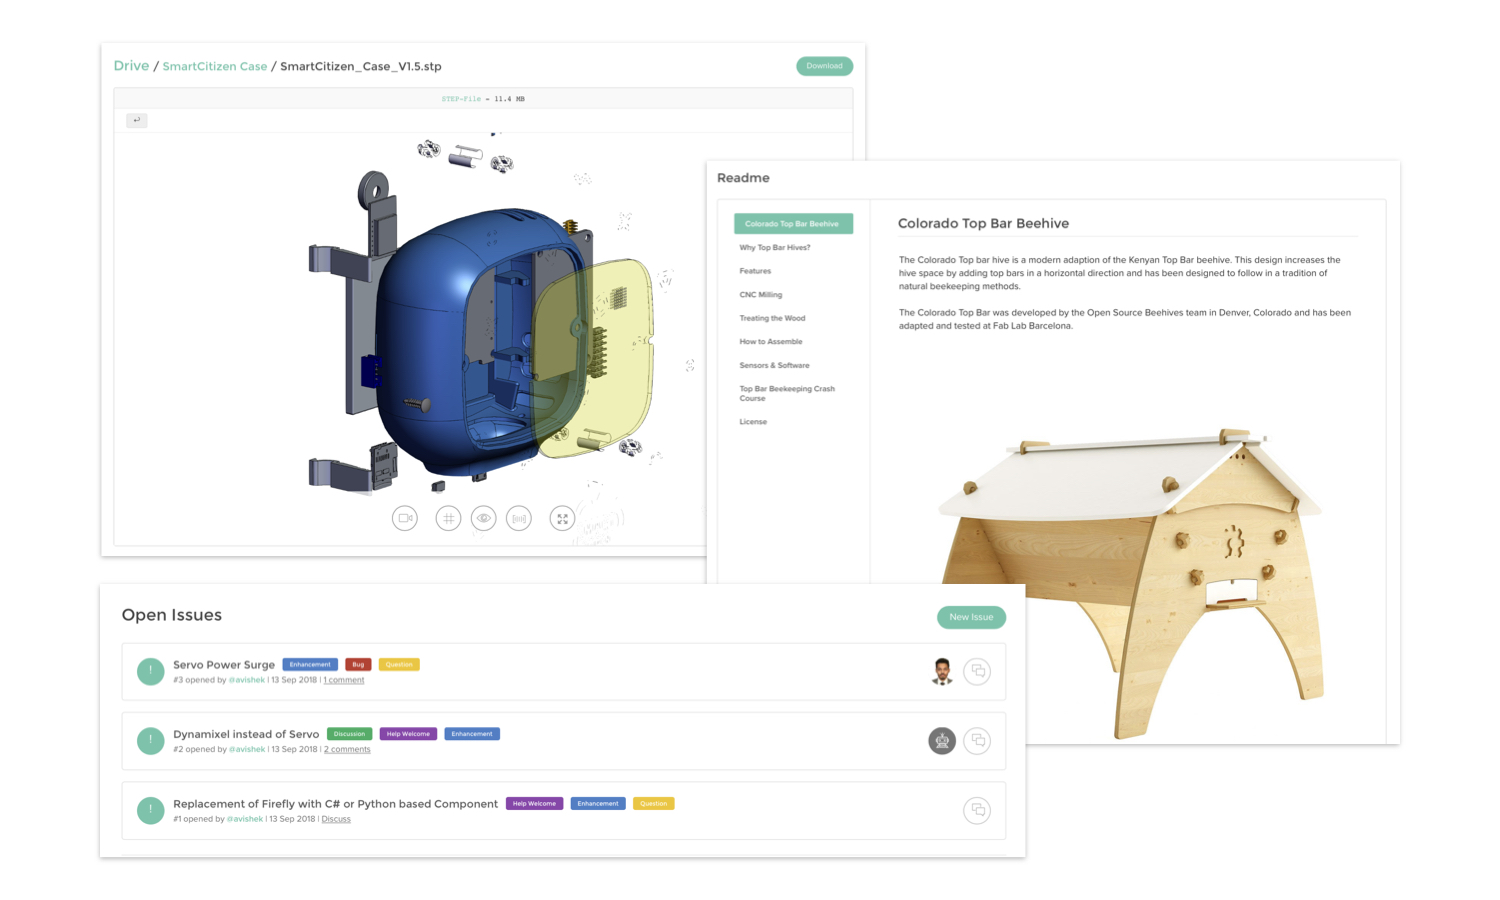 Drive / SmartCitizen Case / SmartCitizen_Case_V1.5.stp
Download
STEP-File - 11.4 MB
Readme
Colorado Top Bar Beehive
Why Top Bar Hives?
Features
CNC Milling
Treating the Wood
How to Assemble
Sensors & Software
Top Bar Beekeeping Crash
Course
License
Colorado Top Bar Beehive
The Colorado Top bar hive is a modern adaption of the Kenyan Top Bar beehive. This design increases the
hive space by adding top bars in a horizontal direction and has been designed to follow in a tradition of
natural beekeeping methods.
The Colorado Top Bar was developed by the Open Source Beehives team in Denver, Colorado and has been
adapted and tested at Fab Lab Barcelona.
Open Issues
New Issue
Servo Power Surge Enhancement Bug Question
#3 opened by @avishek | 13 Sep 2018 | 1 comment
Dynamixel instead of Servo Discussion Help Welcome Enhancement
#2 opened by @avishek | 13 Sep 2018 | 2 comments
Replacement of Firefly with C# or Python based Component Help Welcome Enhancement Question
#1 opened by @avishek | 13 Sep 2018 | Discuss